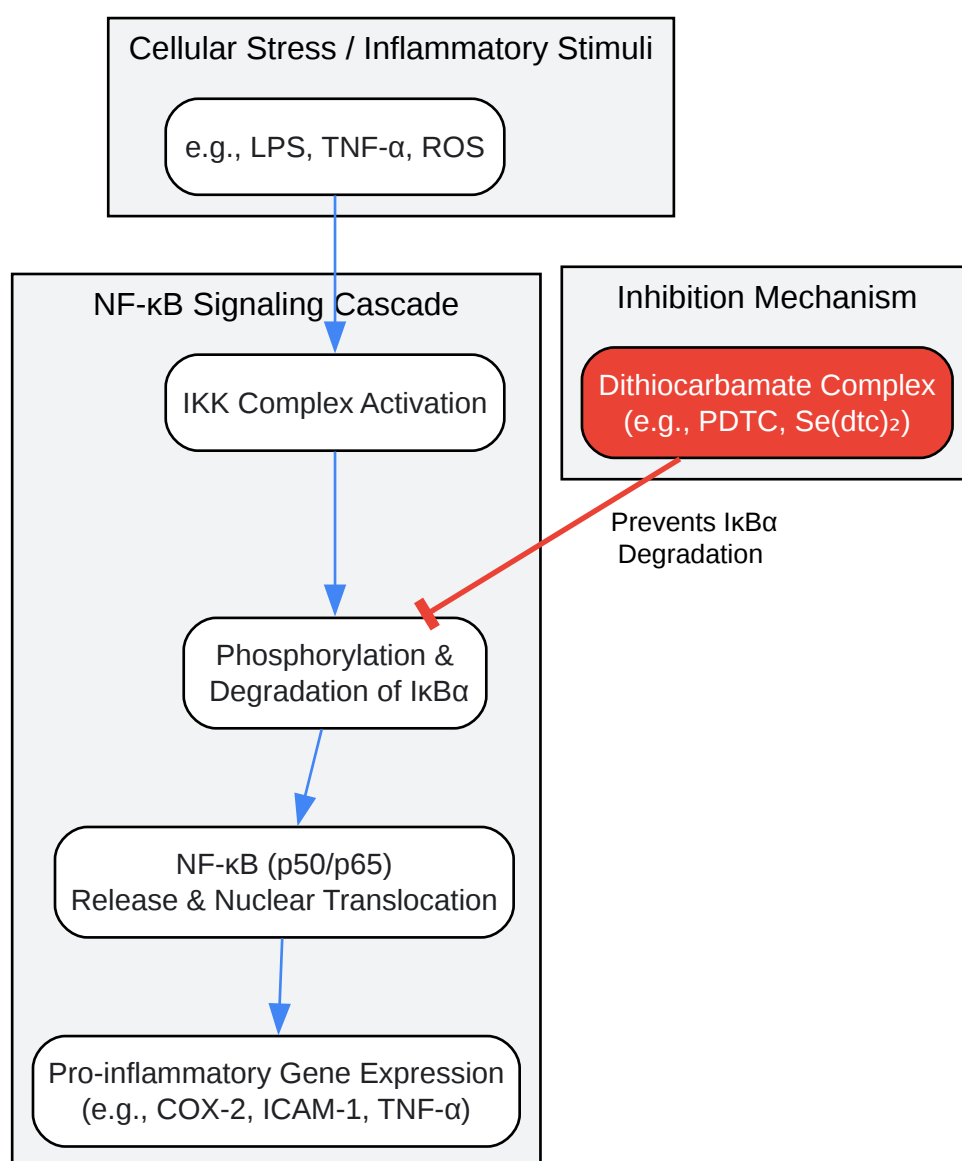 Cellular Stress / Inflammatory Stimuli
e.g., LPS, TNF-α, ROS
NF-κB Signaling Cascade
IKK Complex Activation
Inhibition Mechanism
Dithiocarbamate Complex
(e.g., PDTC, Se(dtc)₂)
Prevents IκBα
Degradation
Phosphorylation &
Degradation of IκBα
NF-κB (p50/p65)
Release & Nuclear Translocation
Pro-inflammatory Gene Expression
(e.g., COX-2, ICAM-1, TNF-α)